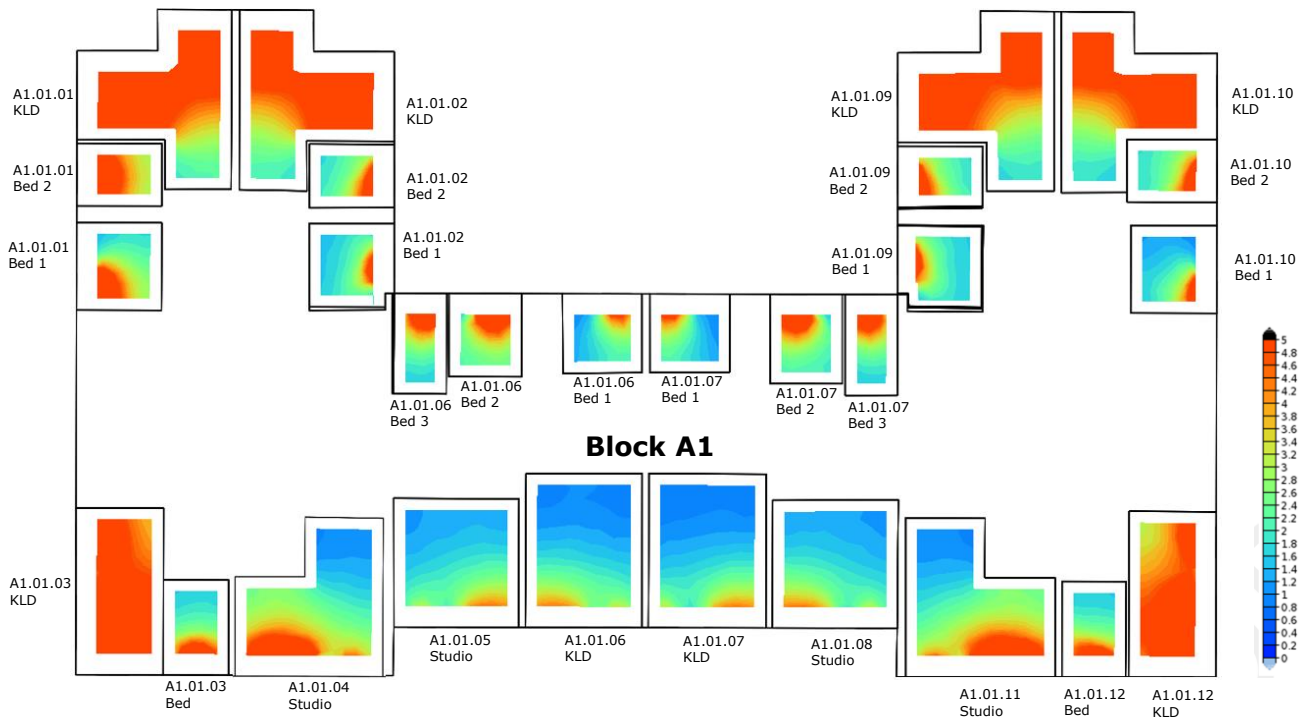 A1.01.01
KLD
A1.01.02
KLD
A1.01.09
KLD
A1.01.10
KLD
A1.01.01
Bed 2
A1.01.02
Bed 2
A1.01.09
Bed 2
A1.01.10
Bed 2
A1.01.01
Bed 1
A1.01.02
Bed 1
A1.01.09
Bed 1
A1.01.10
Bed 1
A1.01.06
Bed 3
A1.01.06
Bed 2
A1.01.06
Bed 1
A1.01.07
Bed 1
A1.01.07
Bed 2
A1.01.07
Bed 3
Block A1
5
4.8
4.6
4.4
4.2
4
3.8
3.6
3.4
3.2
3
2.8
2.6
2.4
2.2
2
1.8
1.6
1.4
1.2
1
0.8
0.6
0.4
0.2
0
A1.01.03
KLD
A1.01.03
Bed
A1.01.04
Studio
A1.01.05
Studio
A1.01.06
KLD
A1.01.07
KLD
A1.01.08
Studio
A1.01.11
Studio
A1.01.12
Bed
A1.01.12
KLD